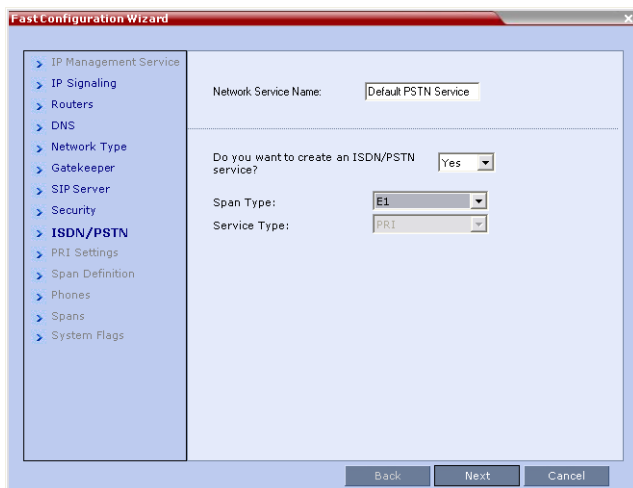 Fast Configuration Wizard
IP Management Service
IP Signaling
Routers
DNS
Network Type
Gatekeeper
SIP Server
Security
ISDN/PSTN
PRI Settings
Span Definition
Phones
Spans
System Flags
Network Service Name: Default PSTN Service
Do you want to create an ISDN/PSTN
service? Yes
Span Type: E1
Service Type: PRI
Back Next Cancel